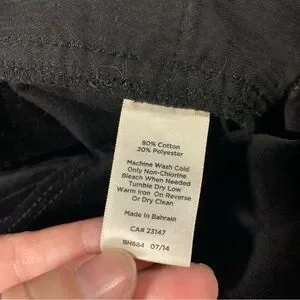 80% Cotton
20% Polyester
Machine Wash Cold
Only Non-Chlorine
Bleach When Needed
Tumble Dry Low
Warm Iron On Reverse
Or Dry Clean
Made In Bahrain
CA# 23147
BH684 07/14